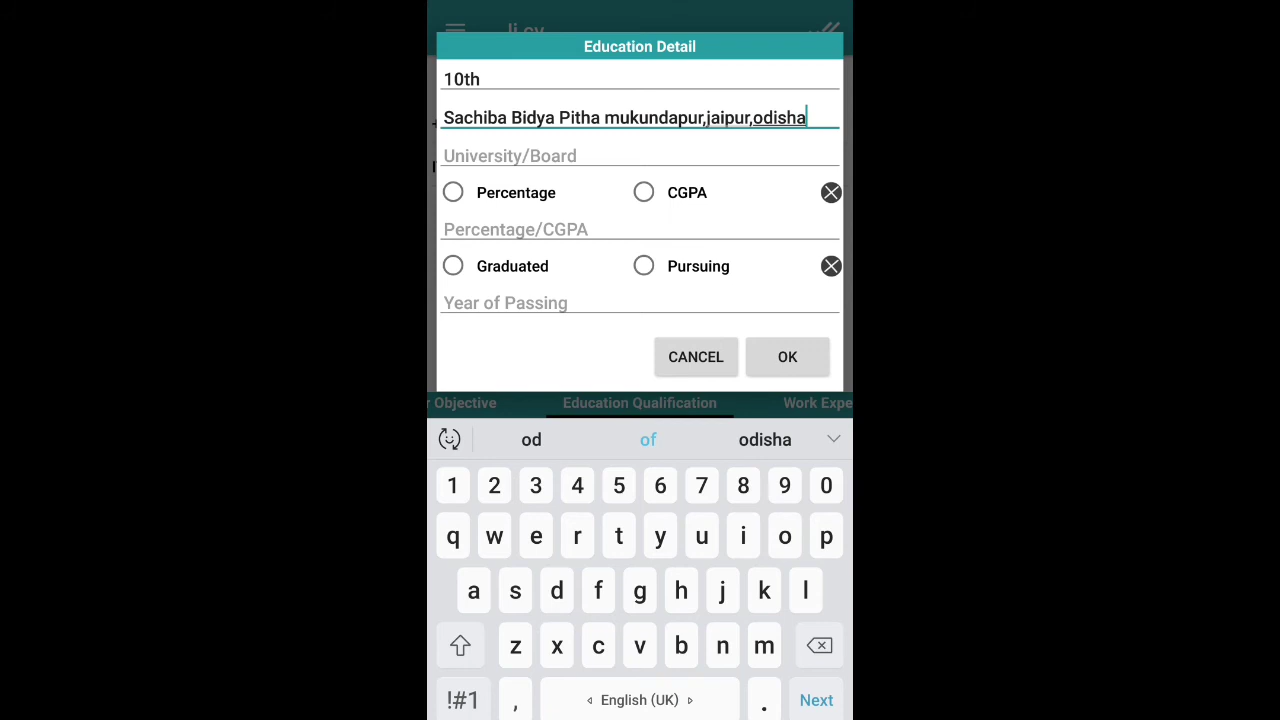 Education Detail
10th
Sachiba Bidya Pitha mukundapur,jaipur,odisha
University/Board
Percentage CGPA
Percentage/CGPA
Graduated Pursuing
Year of Passing
CANCEL OK
r Objective Education Qualification Work Expe
od of odisha
1 2 3 4 5 6 7 8 9 0
q w e r t y u i o p
a s d f g h j k l
z x c v b n m
!#1 , English (UK) . Next